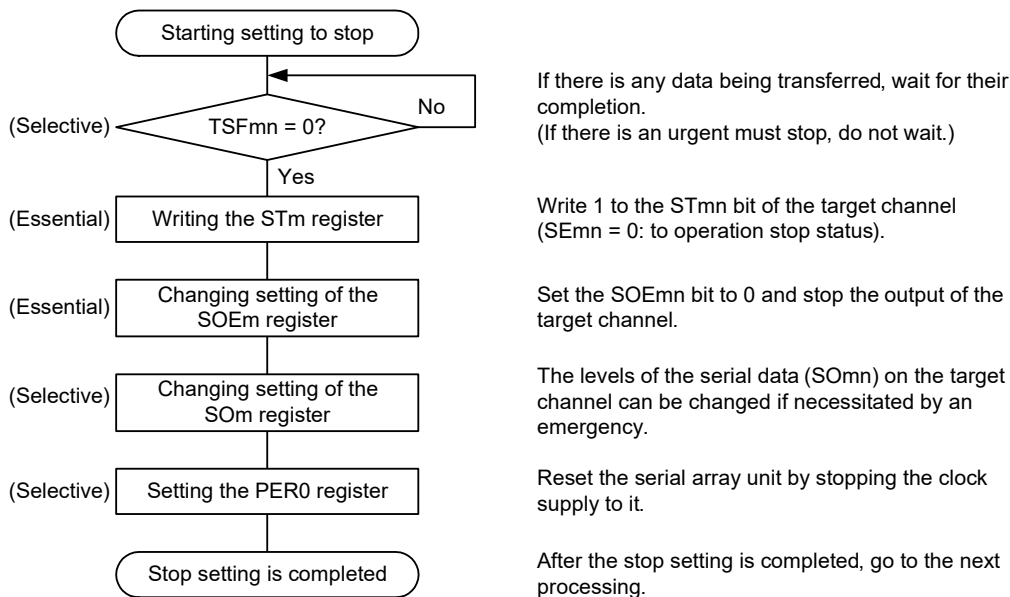 Starting setting to stop
No
If there is any data being transferred, wait for their
completion.
(If there is an urgent must stop, do not wait.)
(Selective)
TSFmn = 0?
Yes
(Essential)
Writing the STm register
Write 1 to the STmn bit of the target channel
(SEmn = 0: to operation stop status).
(Essential)
Changing setting of the
SOEm register
Set the SOEmn bit to 0 and stop the output of the
target channel.
(Selective)
Changing setting of the
SOm register
The levels of the serial data (SOmn) on the target
channel can be changed if necessitated by an
emergency.
(Selective)
Setting the PER0 register
Reset the serial array unit by stopping the clock
supply to it.
Stop setting is completed
After the stop setting is completed, go to the next
processing.